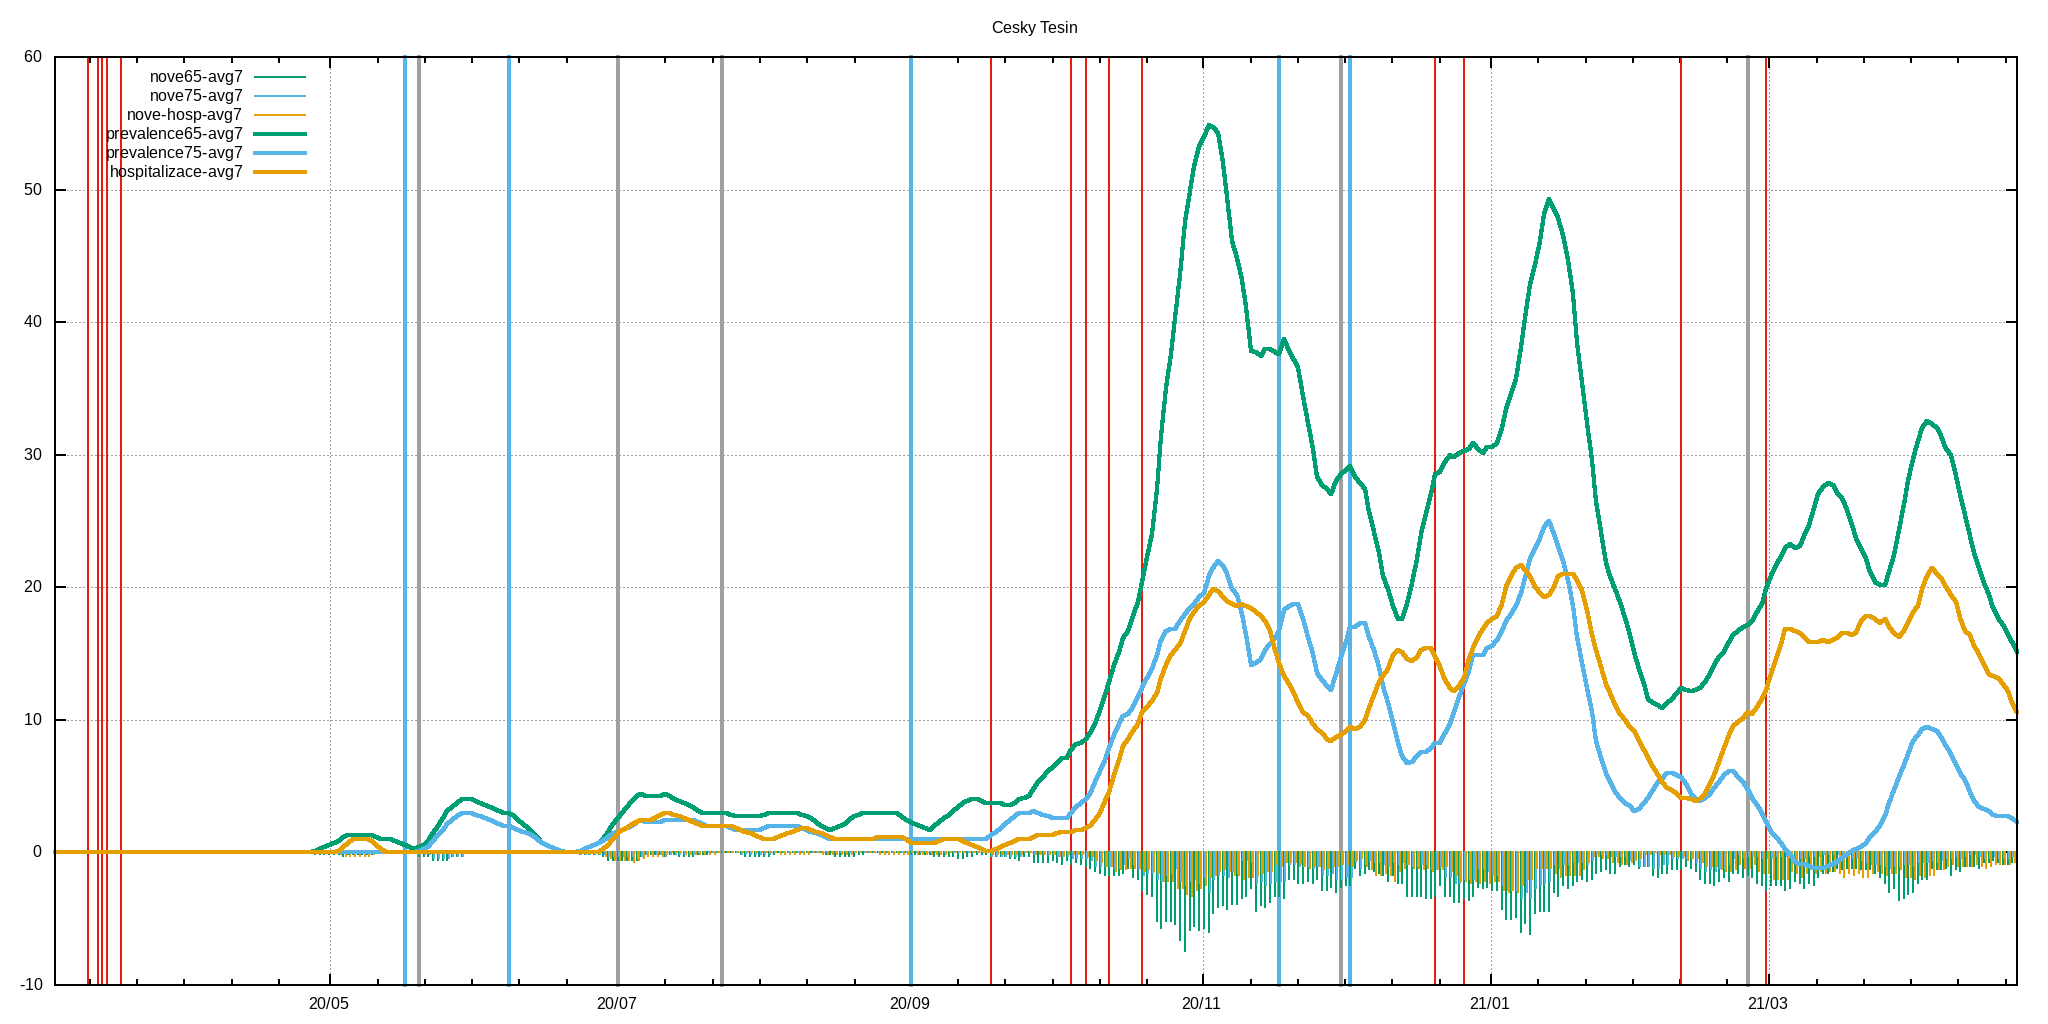 Cesky Tesin
60
50
40
30
20
10
0
-10
nove65-avg7
nove75-avg7
nove-hosp-avg7
prevalence65-avg7
prevalence75-avg7
hospitalizace-avg7
20/05 20/07 20/09 20/11 21/01 21/03